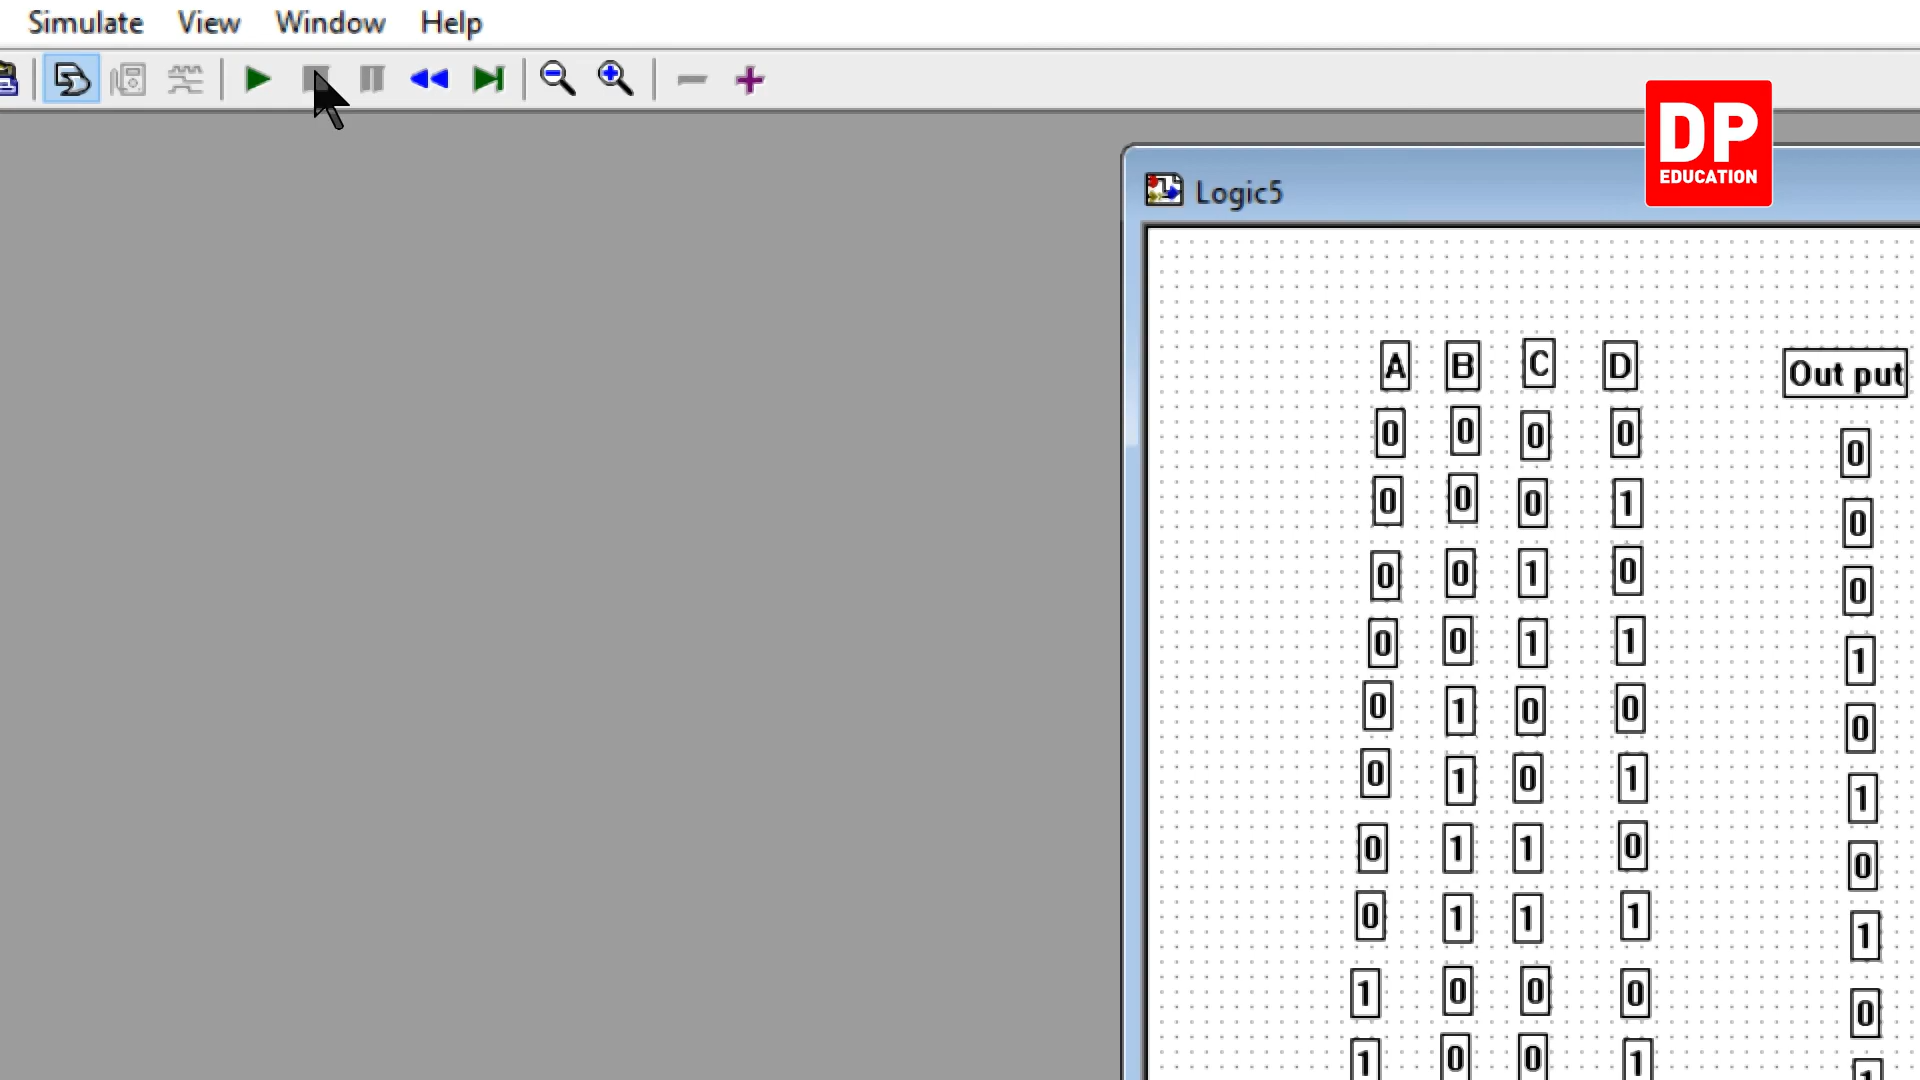 Simulate View Window Help
DP
EDUCATION
Logic5
A B C D Out put
0 0 0 0 0
0 0 0 1 0
0 0 1 0 0
0 0 1 1 1
0 1 0 0 0
0 1 0 1 1
0 1 1 0 0
0 1 1 1 1
1 0 0 0 0
1 0 0 1 1